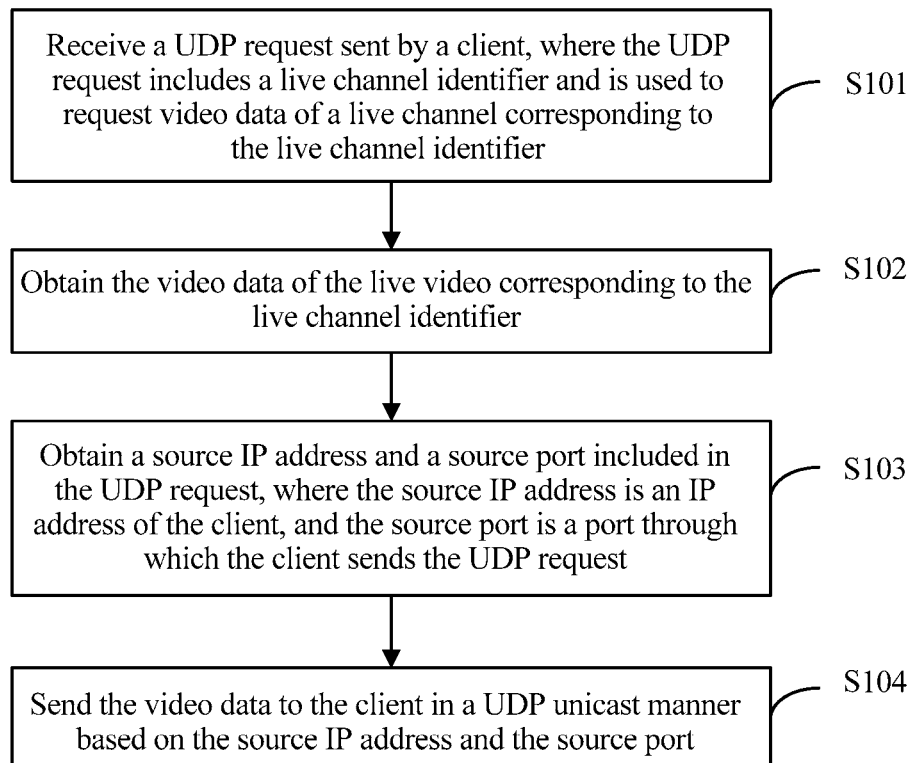 Receive a UDP request sent by a client, where the UDP
request includes a live channel identifier and is used to
request video data of a live channel corresponding to
the live channel identifier
S101
Obtain the video data of the live video corresponding to the
live channel identifier
S102
Obtain a source IP address and a source port included in
the UDP request, where the source IP address is an IP
address of the client, and the source port is a port through
which the client sends the UDP request
S103
Send the video data to the client in a UDP unicast manner
based on the source IP address and the source port
S104